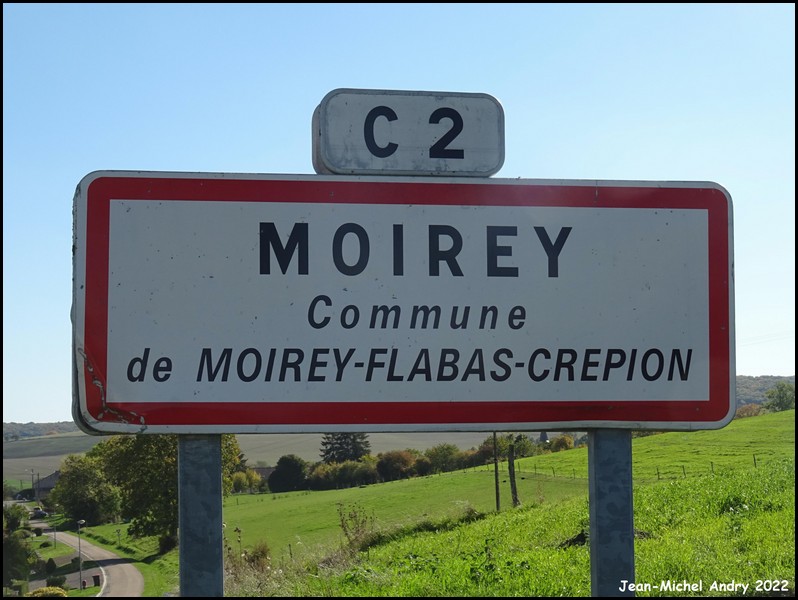 C 2
MOIREY
Commune
de MOIREY-FLABAS-CREPION
Jean-Michel Andry 2022